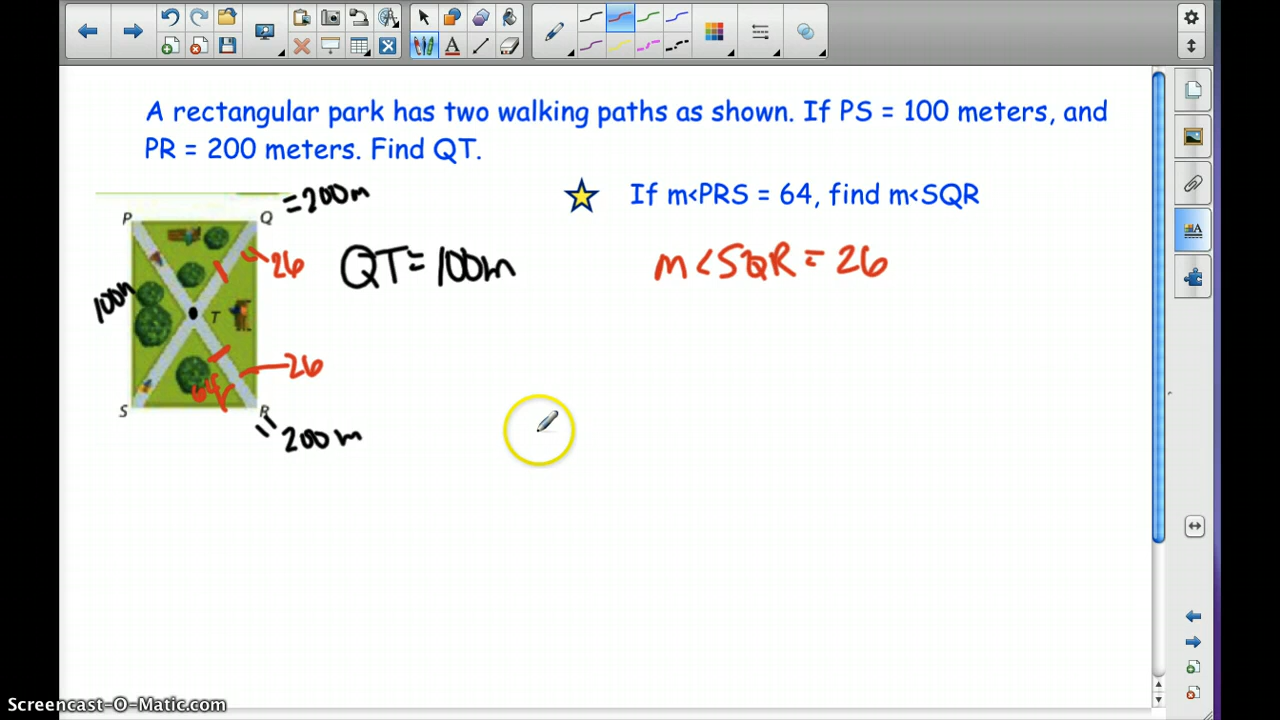 A rectangular park has two walking paths as shown. If PS = 100 meters, and
PR = 200 meters. Find QT.
If m<PRS = 64, find m<SQR
P
Q
= 200m
QT = 100m
m<SQR = 26
26
100m
T
26
64
S
R
= 200m
Screencast-O-Matic.com